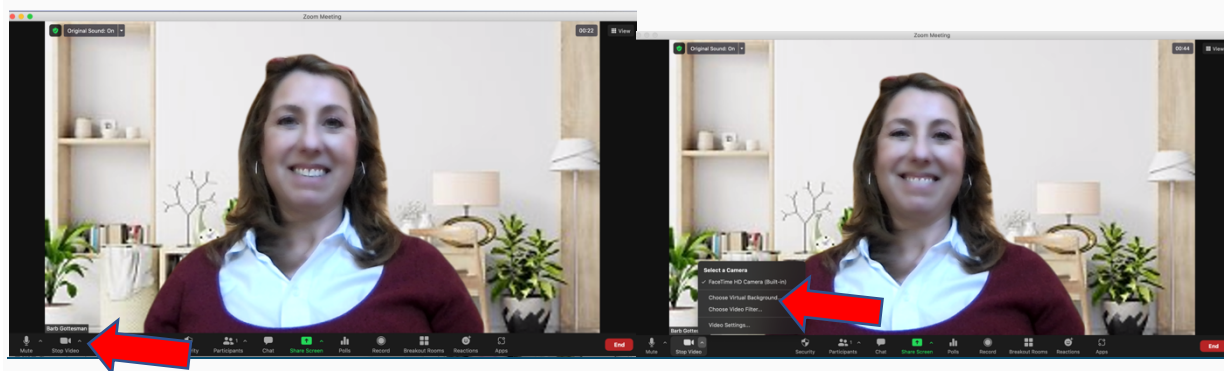 Zoom Meeting
Original Sound: On
00:22
View
Barb Gottesman
Mute
Stop Video
Participants
Chat
Share Screen
Polls
Record
Breakout Rooms
Reactions
Apps
End
Zoom Meeting
Original Sound: On
00:44
View
Select a Camera
✓ FaceTime HD Camera (Built-in)
Choose Virtual Background...
Choose Video Filter...
Video Settings...
Mute
Stop Video
Security
Participants
Chat
Share Screen
Polls
Record
Breakout Rooms
Reactions
Apps
End